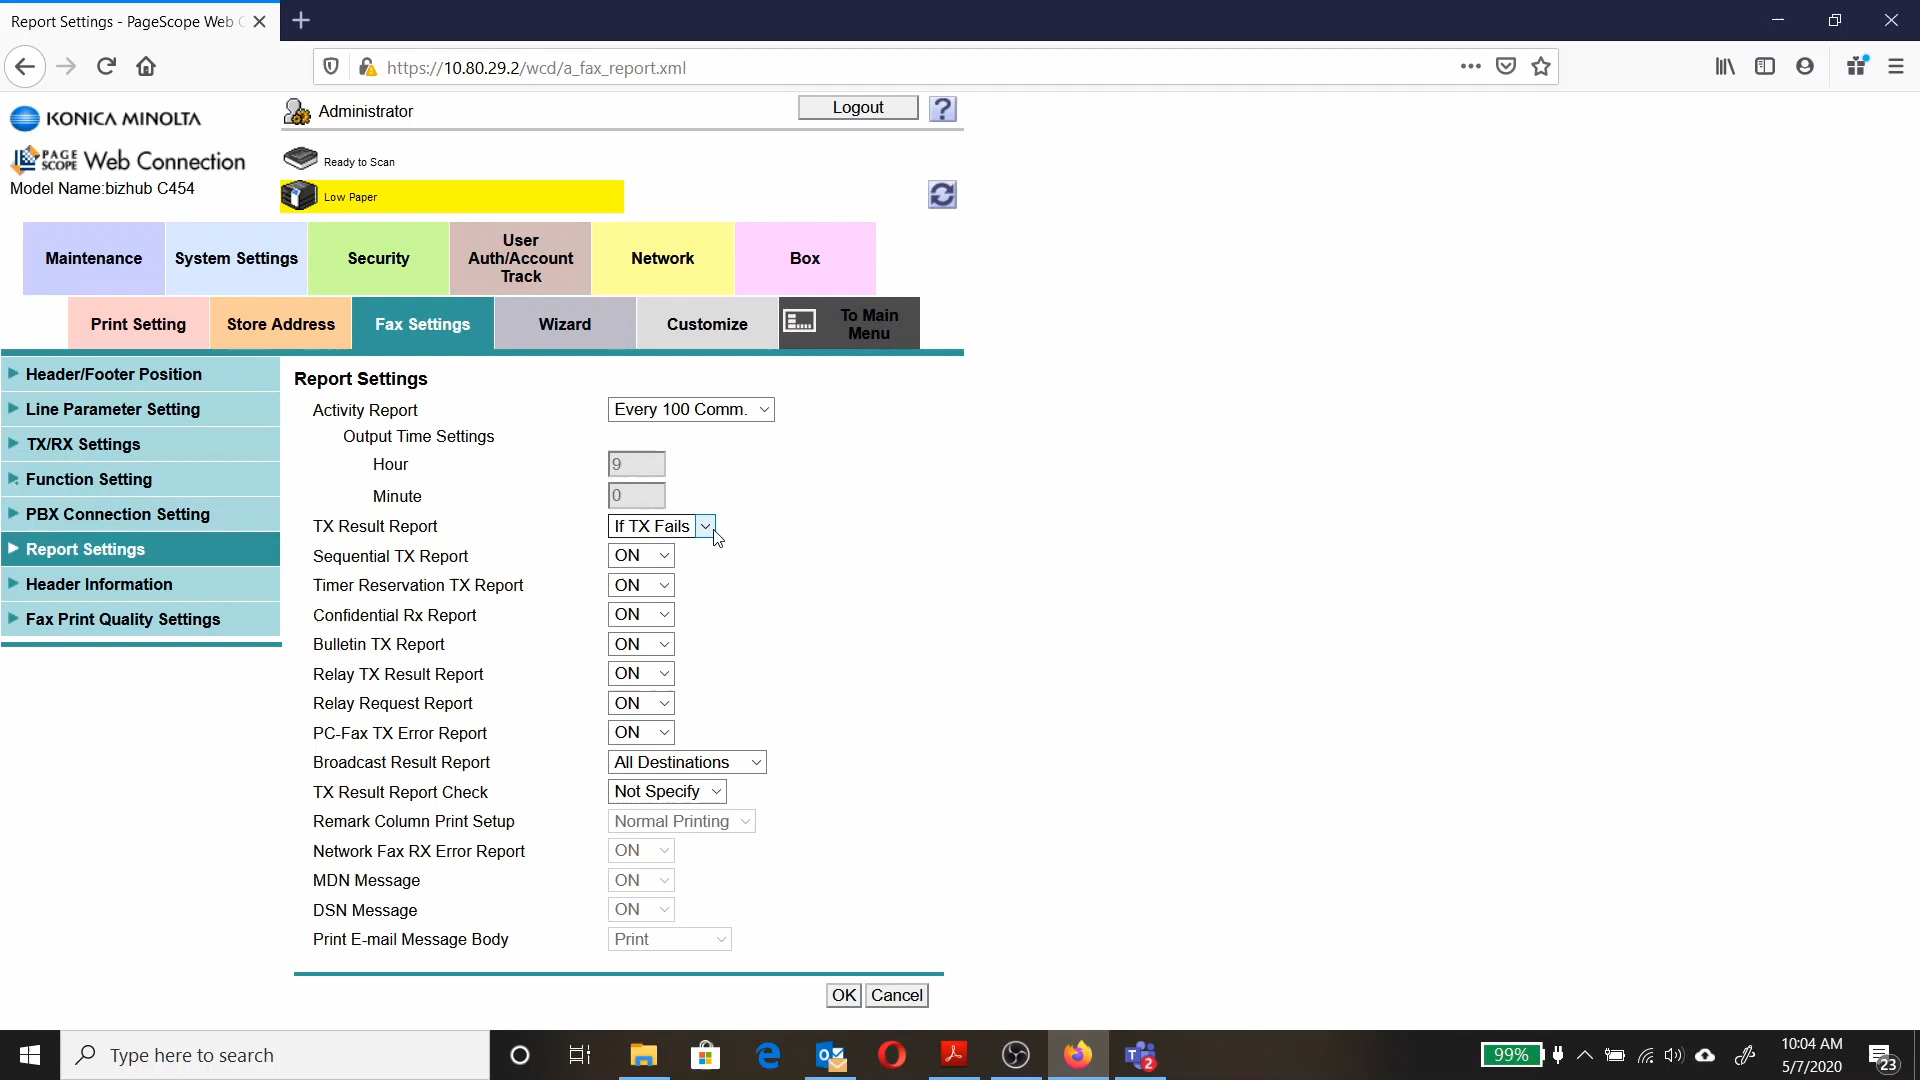 Report Settings - PageScope Web C
https://10.80.29.2/wcd/a_fax_report.xml
KONICA MINOLTA
Administrator
Logout
?
PAGE SCOPE Web Connection
Ready to Scan
Model Name:bizhub C454
Low Paper
Maintenance
System Settings
Security
User Auth/Account Track
Network
Box
Print Setting
Store Address
Fax Settings
Wizard
Customize
To Main Menu
Header/Footer Position
Line Parameter Setting
TX/RX Settings
Function Setting
PBX Connection Setting
Report Settings
Header Information
Fax Print Quality Settings
Report Settings
Activity Report Every 100 Comm.
Output Time Settings
Hour 9
Minute 0
TX Result Report If TX Fails
Sequential TX Report ON
Timer Reservation TX Report ON
Confidential Rx Report ON
Bulletin TX Report ON
Relay TX Result Report ON
Relay Request Report ON
PC-Fax TX Error Report ON
Broadcast Result Report All Destinations
TX Result Report Check Not Specify
Remark Column Print Setup Normal Printing
Network Fax RX Error Report ON
MDN Message ON
DSN Message ON
Print E-mail Message Body Print
OK Cancel
Type here to search
2
99%
10:04 AM
5/7/2020
23